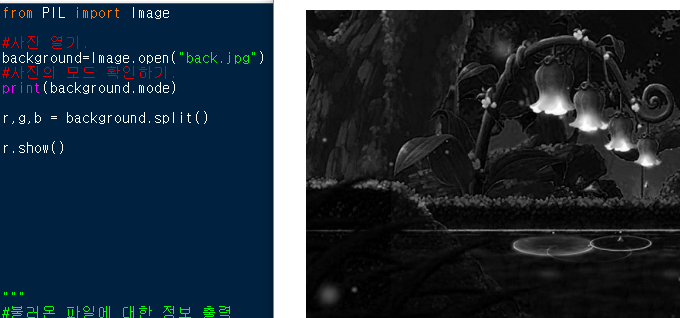 from PIL import Image
#사진 열기
background=Image.open("back.jpg")
#사진의 모드 확인하기
print(background.mode)
r,g,b = background.split()
r.show()
"""
#불러온 파일에 대한 정보 출력